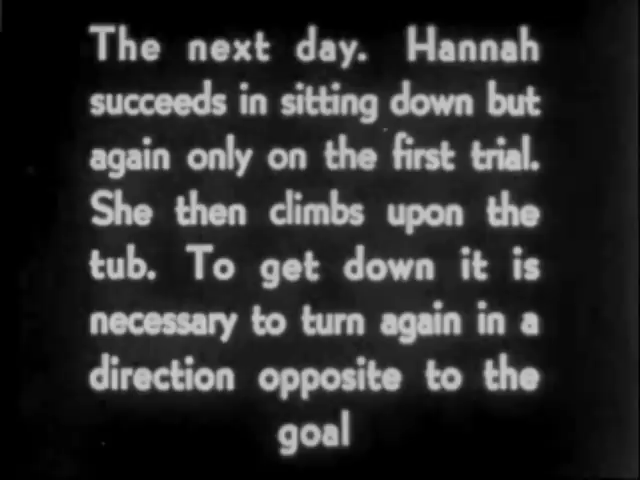 The next day. Hannah
succeeds in sitting down but
again only on the first trial.
She then climbs upon the
tub. To get down it is
necessary to turn again in a
direction opposite to the
goal